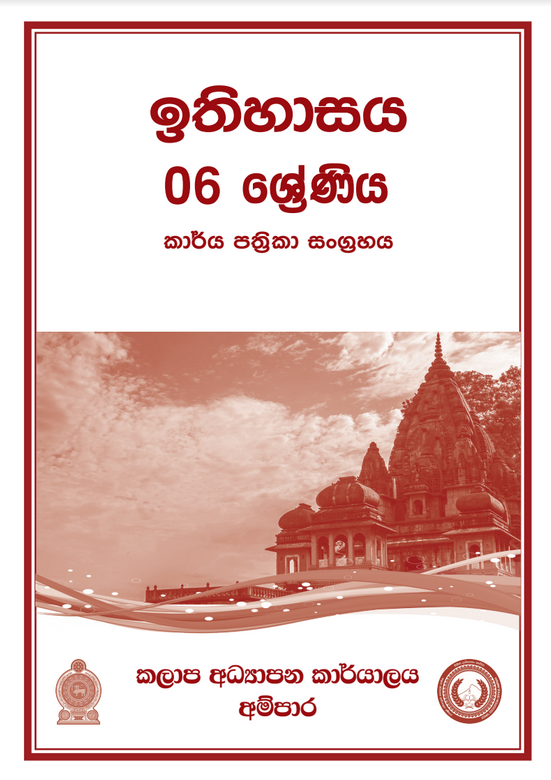 ඉතිහාසය
06 ශ්‍රේණිය
කාර්ය පත්‍රිකා සංග්‍රහය
කලාප අධ්‍යාපන කාර්යාලය
අම්පාර